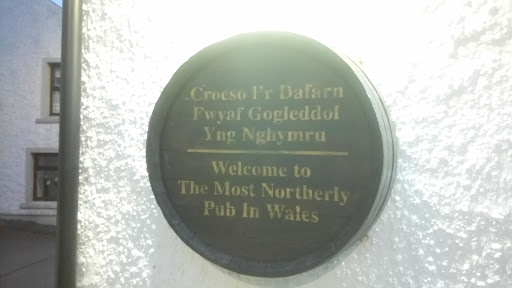 Croeso I'r Dafarn
Fwyaf Gogleddol
Yng Nghymru
Welcome to
The Most Northerly
Pub In Wales